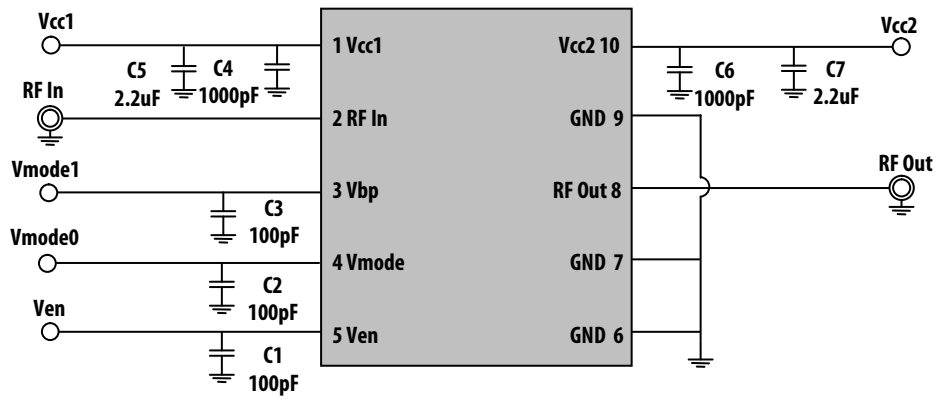 Vcc1
C5
2.2uF
C4
1000pF
1 Vcc1
Vcc2 10
Vcc2
C6
1000pF
C7
2.2uF
RF In
2 RF In
GND 9
Vmode1
3 Vbp
RF Out 8
RF Out
C3
100pF
Vmode0
4 Vmode
GND 7
C2
100pF
Ven
5 Ven
GND 6
C1
100pF